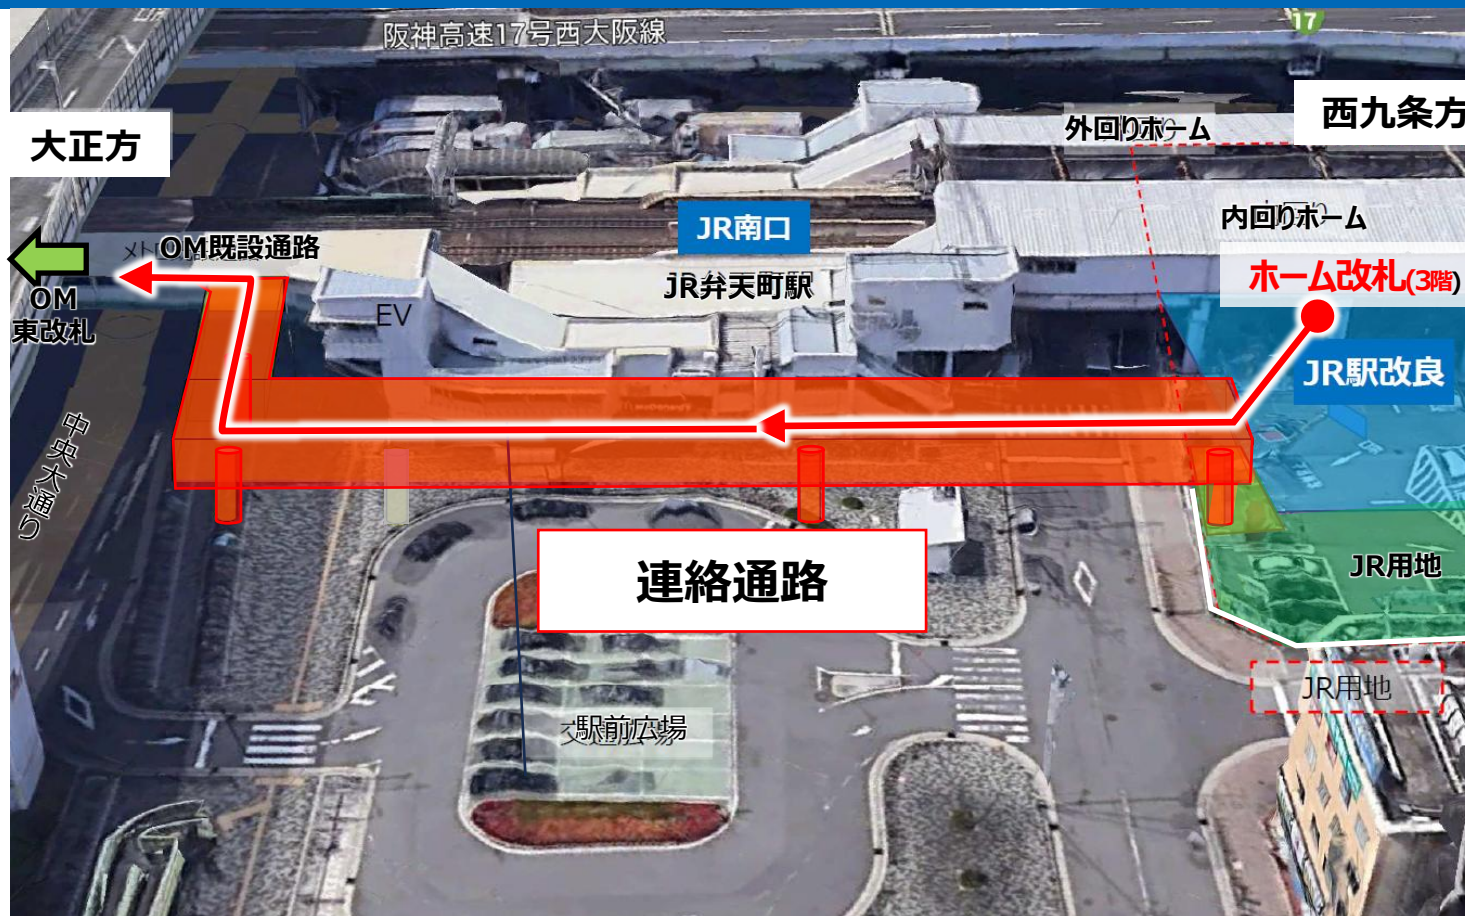 阪神高速17号西大阪線
17
大正方
外回りホーム
西九条方
JR南口
内回りホーム
OM既設通路
ホーム改札(3階)
JR弁天町駅
OM
東改札
EV
JR駅改良
中央大通り
連絡通路
JR用地
JR用地
駅前広場